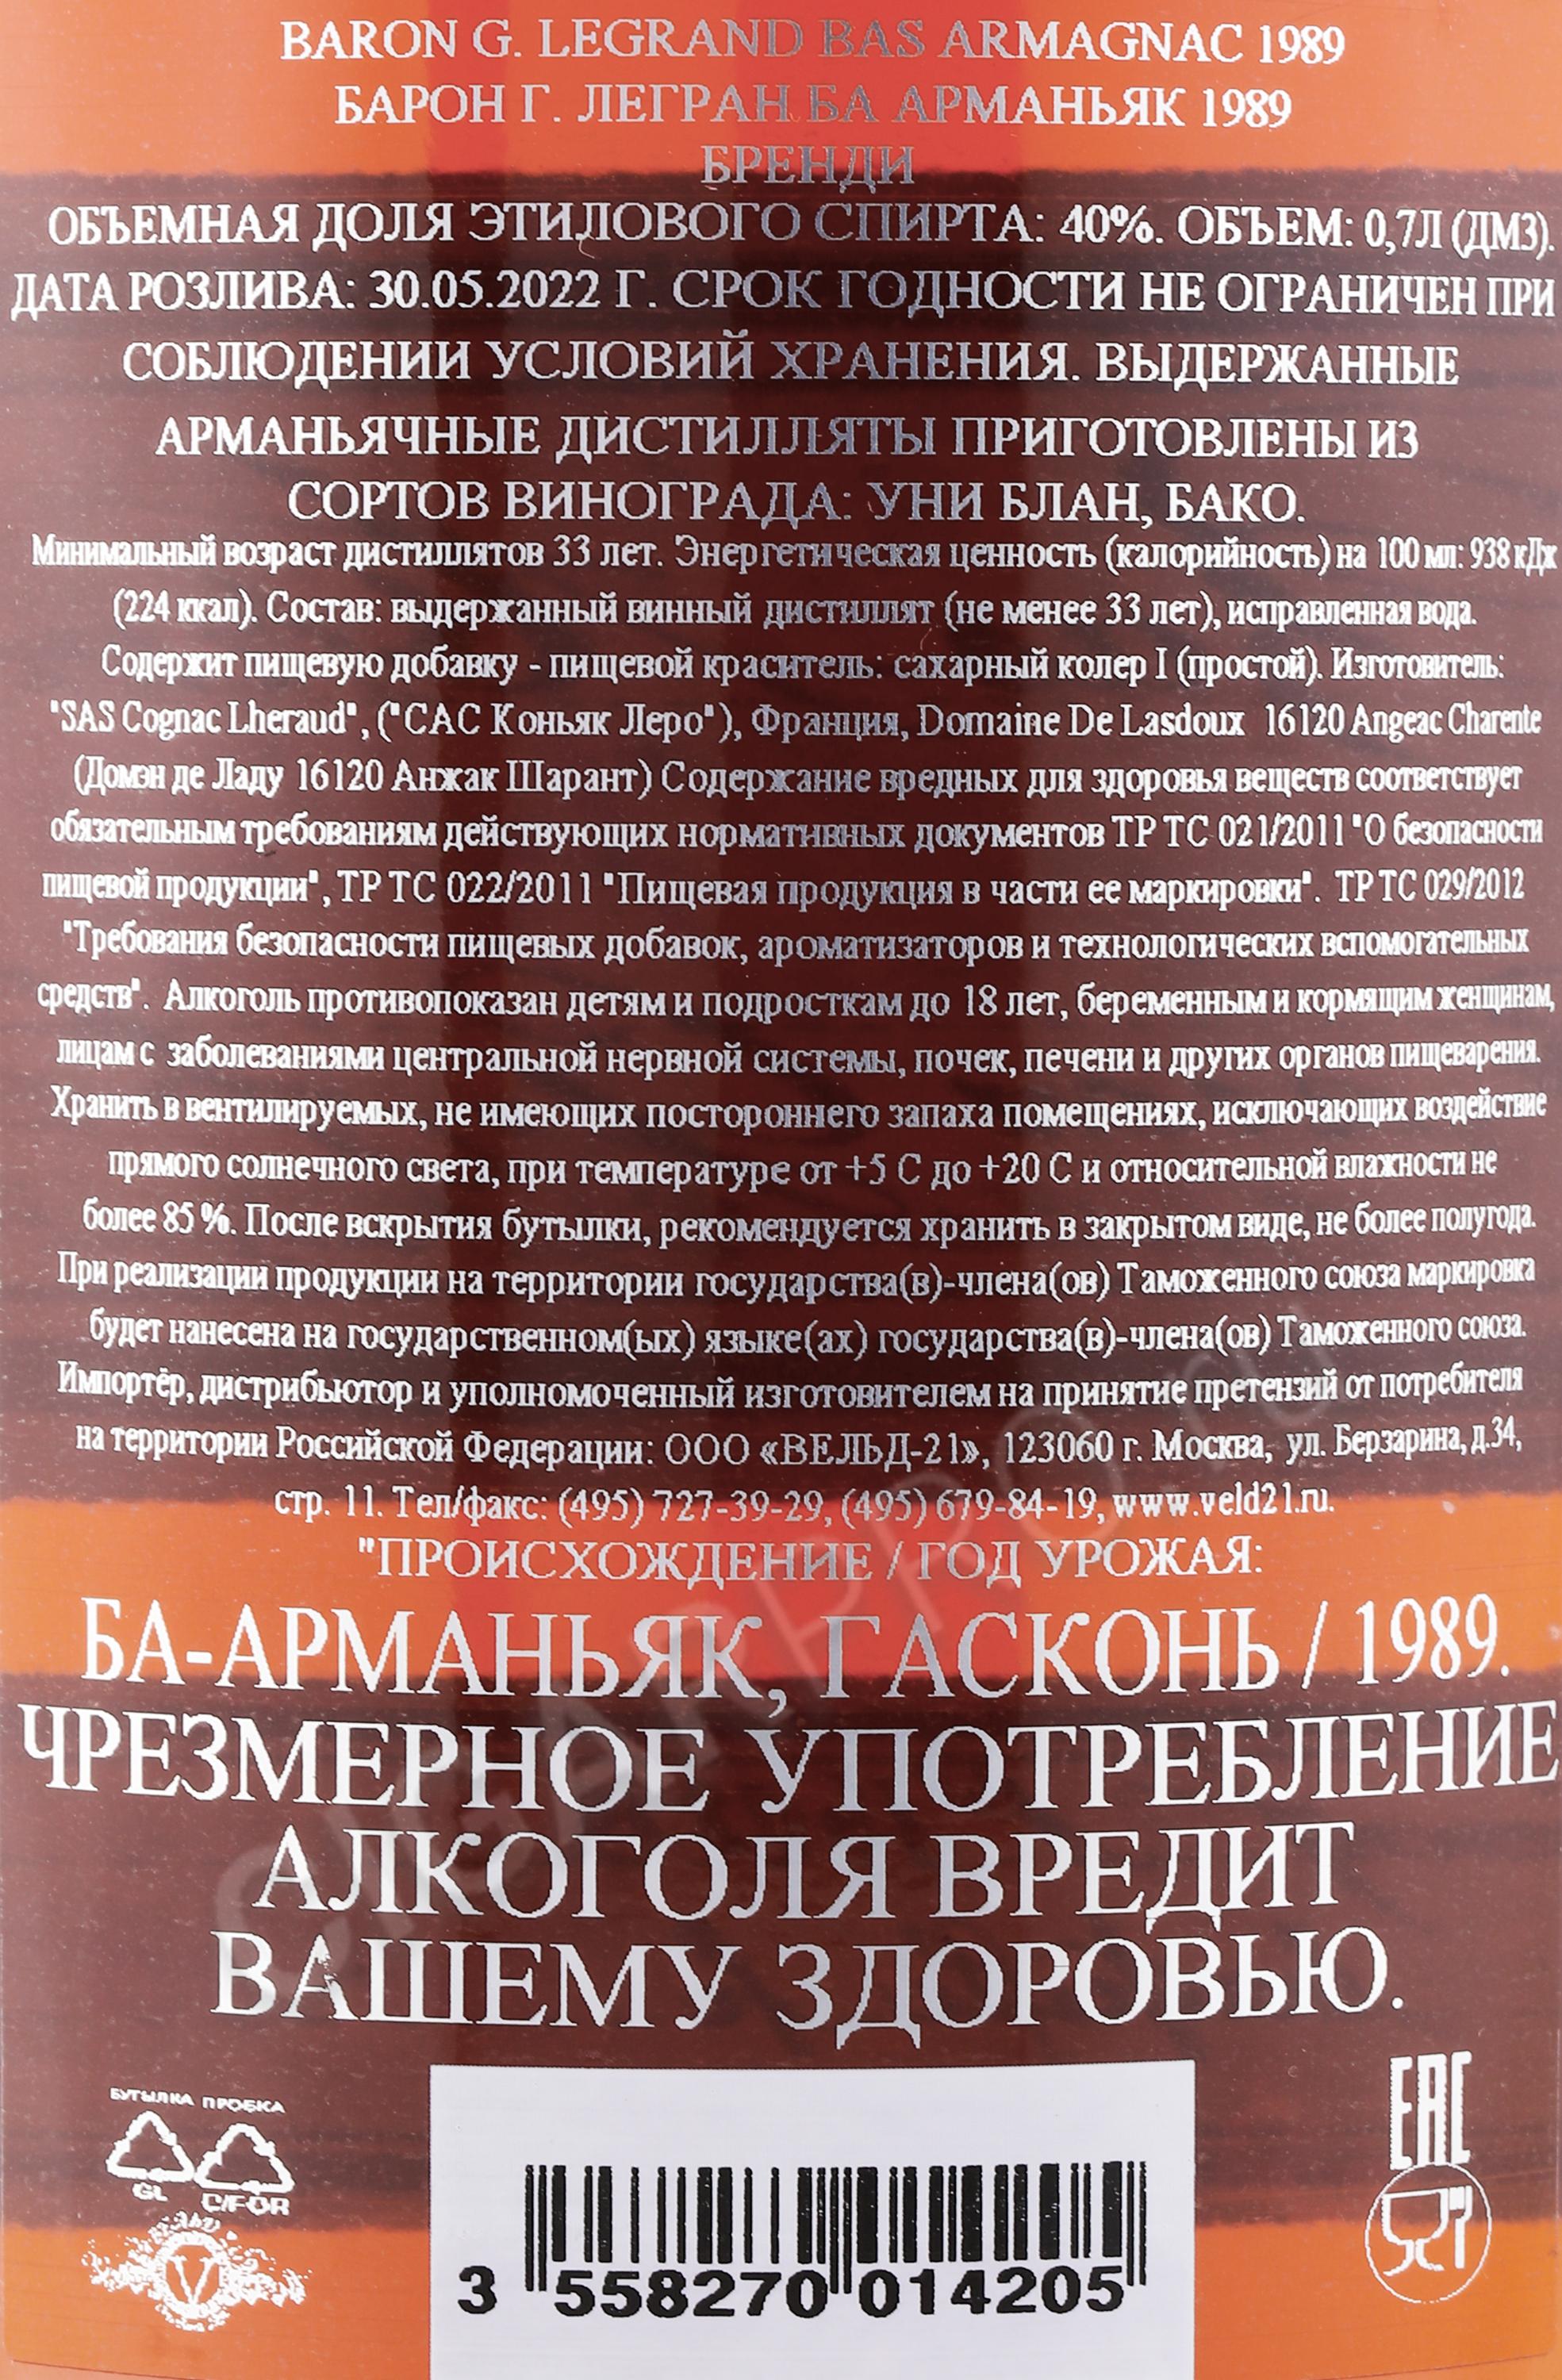 BARON G. LEGRAND BAS ARMAGNAC 1989
БАРОН Г. ЛЕГРАН БА АРМАНЬЯК 1989
БРЕНДИ
ОБЪЕМНАЯ ДОЛЯ ЭТИЛОВОГО СПИРТА: 40%. ОБЪЕМ: 0,7Л (ДМ3).
ДАТА РОЗЛИВА: 30.05.2022 Г. СРОК ГОДНОСТИ НЕ ОГРАНИЧЕН ПРИ
СОБЛЮДЕНИИ УСЛОВИЙ ХРАНЕНИЯ. ВЫДЕРЖАННЫЕ
АРМАНЬЯЧНЫЕ ДИСТИЛЛЯТЫ ПРИГОТОВЛЕНЫ ИЗ
СОРТОВ ВИНОГРАДА: УНИ БЛАН, БАКО.
Минимальный возраст дистиллятов 33 лет. Энергетическая ценность (калорийность) на 100 мл: 938 кДж
(224 ккал). Состав: выдержанный винный дистиллят (не менее 33 лет), исправленная вода.
Содержит пищевую добавку - пищевой краситель: сахарный колер I (простой). Изготовитель:
"SAS Cognac Lheraud", ("САС Коньяк Леро"), Франция, Domaine De Lasdoux 16120 Angeac Charente
(Домэн де Ладу 16120 Анжак Шарант) Содержание вредных для здоровья веществ соответствует
обязательным требованиям действующих нормативных документов ТР ТС 021/2011 "О безопасности
пищевой продукции", ТР ТС 022/2011 "Пищевая продукция в части ее маркировки". ТР ТС 029/2012
"Требования безопасности пищевых добавок, ароматизаторов и технологических вспомогательных
средств". Алкоголь противопоказан детям и подросткам до 18 лет, беременным и кормящим женщинам,
лицам с заболеваниями центральной нервной системы, почек, печени и других органов пищеварения.
Хранить в вентилируемых, не имеющих постороннего запаха помещениях, исключающих воздействие
прямого солнечного света, при температуре от +5 С до +20 С и относительной влажности не
более 85 %. После вскрытия бутылки, рекомендуется хранить в закрытом виде, не более полугода.
При реализации продукции на территории государства(в)-члена(ов) Таможенного союза маркировка
будет нанесена на государственном(ых) языке(ах) государства(в)-члена(ов) Таможенного союза.
Импортёр, дистрибьютор и уполномоченный изготовителем на принятие претензий от потребителя
на территории Российской Федерации: ООО «ВЕЛЬД-21», 123060 г. Москва, ул. Берзарина, д.34,
стр. 11. Тел/факс: (495) 727-39-29, (495) 679-84-19, www.veld21.ru.
"ПРОИСХОЖДЕНИЕ / ГОД УРОЖАЯ:
БА-АРМАНЬЯК, ГАСКОНЬ / 1989.
ЧРЕЗМЕРНОЕ УПОТРЕБЛЕНИЕ
АЛКОГОЛЯ ВРЕДИТ
ВАШЕМУ ЗДОРОВЬЮ.
БУТЫЛКА ПРОБКА
GL C/FOR
V
EAC
3 558270 014205
CIGARPRO.ru